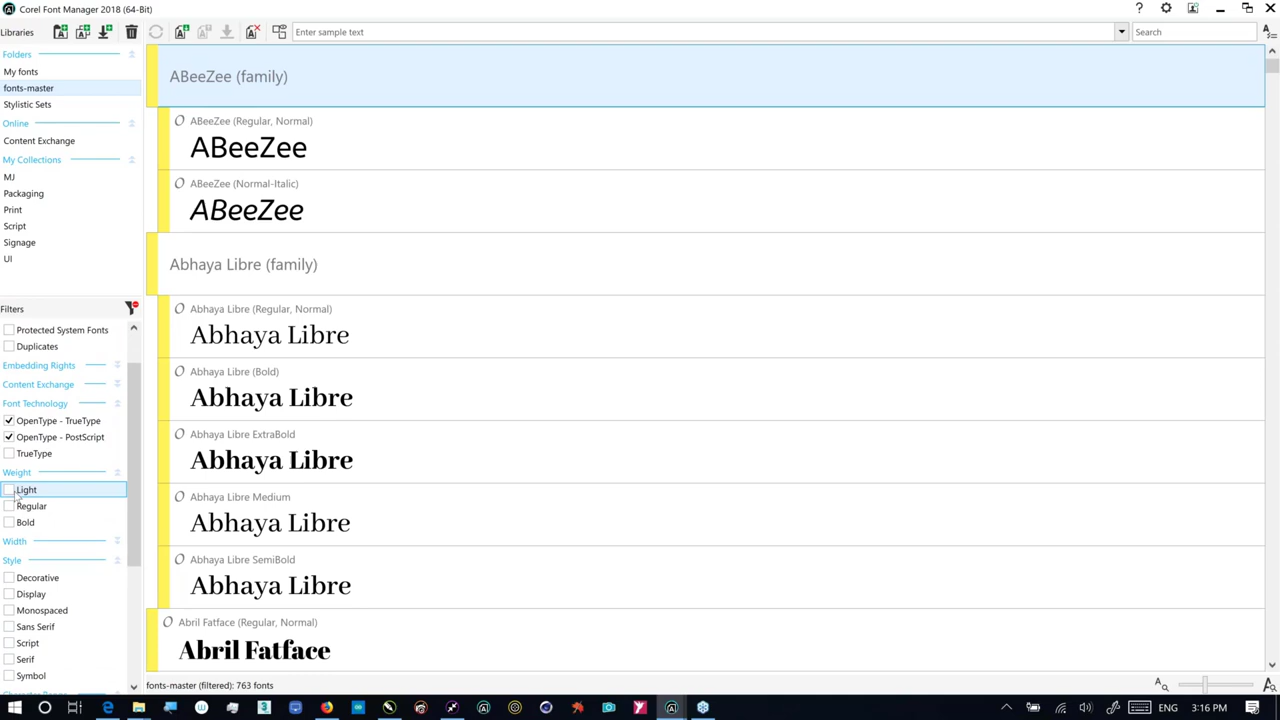 Corel Font Manager 2018 (64-Bit)
Libraries
Enter sample text
Search
Folders
My fonts
fonts-master
Stylistic Sets
Online
Content Exchange
My Collections
MJ
Packaging
Print
Script
Signage
UI
Filters
Protected System Fonts
Duplicates
Embedding Rights
Content Exchange
Font Technology
OpenType - TrueType
OpenType - PostScript
TrueType
Weight
Light
Regular
Bold
Width
Style
Decorative
Display
Monospaced
Sans Serif
Script
Serif
Symbol
ABeeZee (family)
ABeeZee (Regular, Normal)
ABeeZee
ABeeZee (Normal-Italic)
ABeeZee
Abhaya Libre (family)
Abhaya Libre (Regular, Normal)
Abhaya Libre
Abhaya Libre (Bold)
Abhaya Libre
Abhaya Libre ExtraBold
Abhaya Libre
Abhaya Libre Medium
Abhaya Libre
Abhaya Libre SemiBold
Abhaya Libre
Abril Fatface (Regular, Normal)
Abril Fatface
fonts-master (filtered): 763 fonts
ENG
3:16 PM